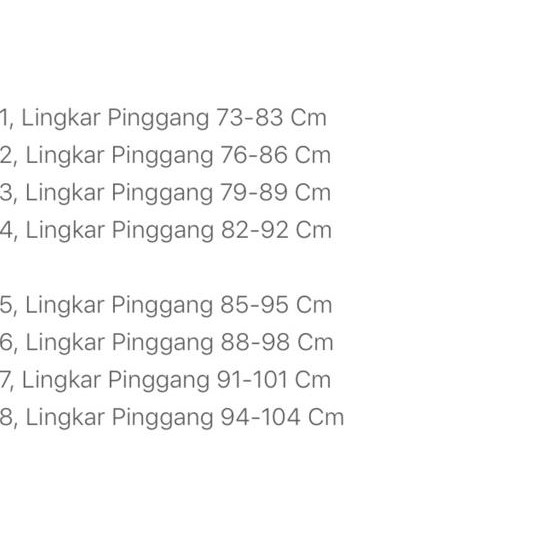 1, Lingkar Pinggang 73-83 Cm
2, Lingkar Pinggang 76-86 Cm
3, Lingkar Pinggang 79-89 Cm
4, Lingkar Pinggang 82-92 Cm
5, Lingkar Pinggang 85-95 Cm
6, Lingkar Pinggang 88-98 Cm
7, Lingkar Pinggang 91-101 Cm
8, Lingkar Pinggang 94-104 Cm